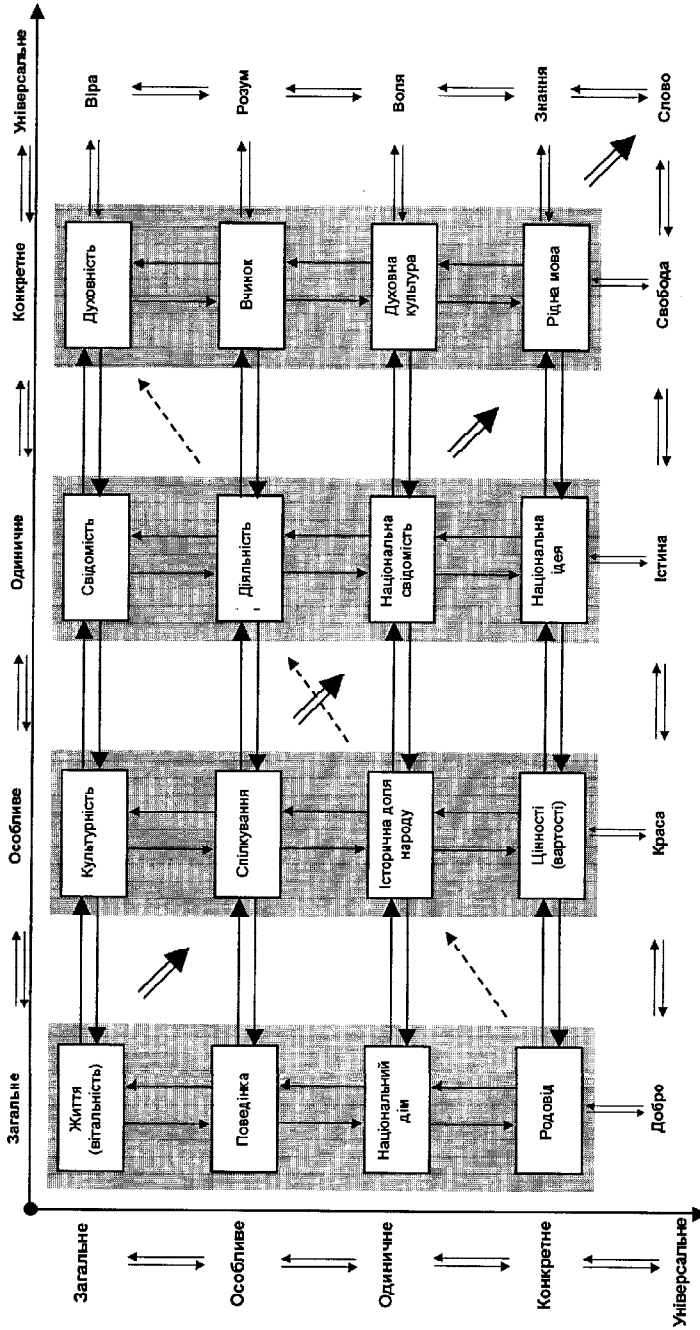 Загальне
Особливе
Одиничне
Конкретне
Універсальне
Загальне
Життя
(вітальність)
Культурність
Свідомість
Духовність
Віра
Особливе
Поведінка
Спілкування
Діяльність
Вчинок
Розум
Одиничне
Національний
дім
Історична доля
народу
Національна
свідомість
Духовна
культура
Воля
Конкретне
Родовід
Цінності
(вартості)
Національна
ідея
Рідна мова
Знання
Універсальне
Добро
Краса
Істина
Свобода
Слово